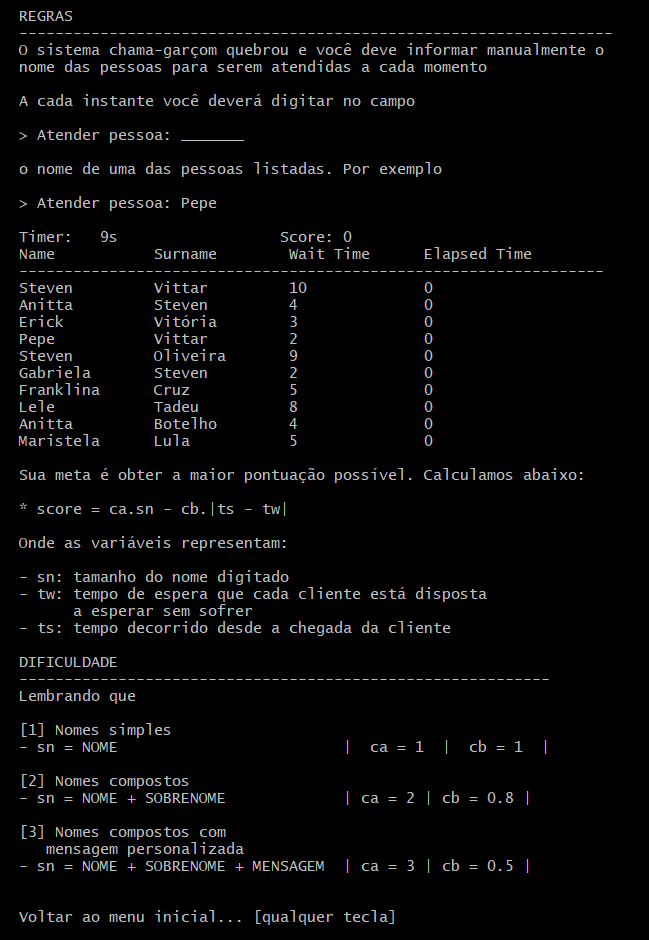 REGRAS
------------------------------------------------------------------
O sistema chama-garçom quebrou e você deve informar manualmente o
nome das pessoas para serem atendidas a cada momento
A cada instante você deverá digitar no campo
> Atender pessoa: _______
o nome de uma das pessoas listadas. Por exemplo
> Atender pessoa: Pepe
Timer:   9s                  Score: 0
Name           Surname        Wait Time      Elapsed Time
-----------------------------------------------------------------
Steven         Vittar         10             0
Anitta         Steven         4              0
Erick          Vitória        3              0
Pepe           Vittar         2              0
Steven         Oliveira       9              0
Gabriela       Steven         2              0
Franklina      Cruz           5              0
Lele           Tadeu          8              0
Anitta         Botelho        4              0
Maristela      Lula           5              0
Sua meta é obter a maior pontuação possível. Calculamos abaixo:
* score = ca.sn - cb.|ts - tw|
Onde as variáveis representam:
- sn: tamanho do nome digitado
- tw: tempo de espera que cada cliente está disposta
      a esperar sem sofrer
- ts: tempo decorrido desde a chegada da cliente
DIFICULDADE
-----------------------------------------------------------
Lembrando que
[1] Nomes simples
- sn = NOME                         |  ca = 1  |  cb = 1  |
[2] Nomes compostos
- sn = NOME + SOBRENOME             | ca = 2 | cb = 0.8 |
[3] Nomes compostos com
   mensagem personalizada
- sn = NOME + SOBRENOME + MENSAGEM  | ca = 3 | cb = 0.5 |
Voltar ao menu inicial... [qualquer tecla]